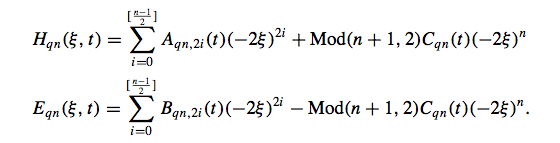 $$H_{qn}(\xi, t) = \sum_{i=0}^{[\frac{n-1}{2}]} A_{qn,2i}(t)(-2\xi)^{2i} + \text{Mod}(n+1, 2)C_{qn}(t)(-2\xi)^n$$
$$E_{qn}(\xi, t) = \sum_{i=0}^{[\frac{n-1}{2}]} B_{qn,2i}(t)(-2\xi)^{2i} - \text{Mod}(n+1, 2)C_{qn}(t)(-2\xi)^n.$$